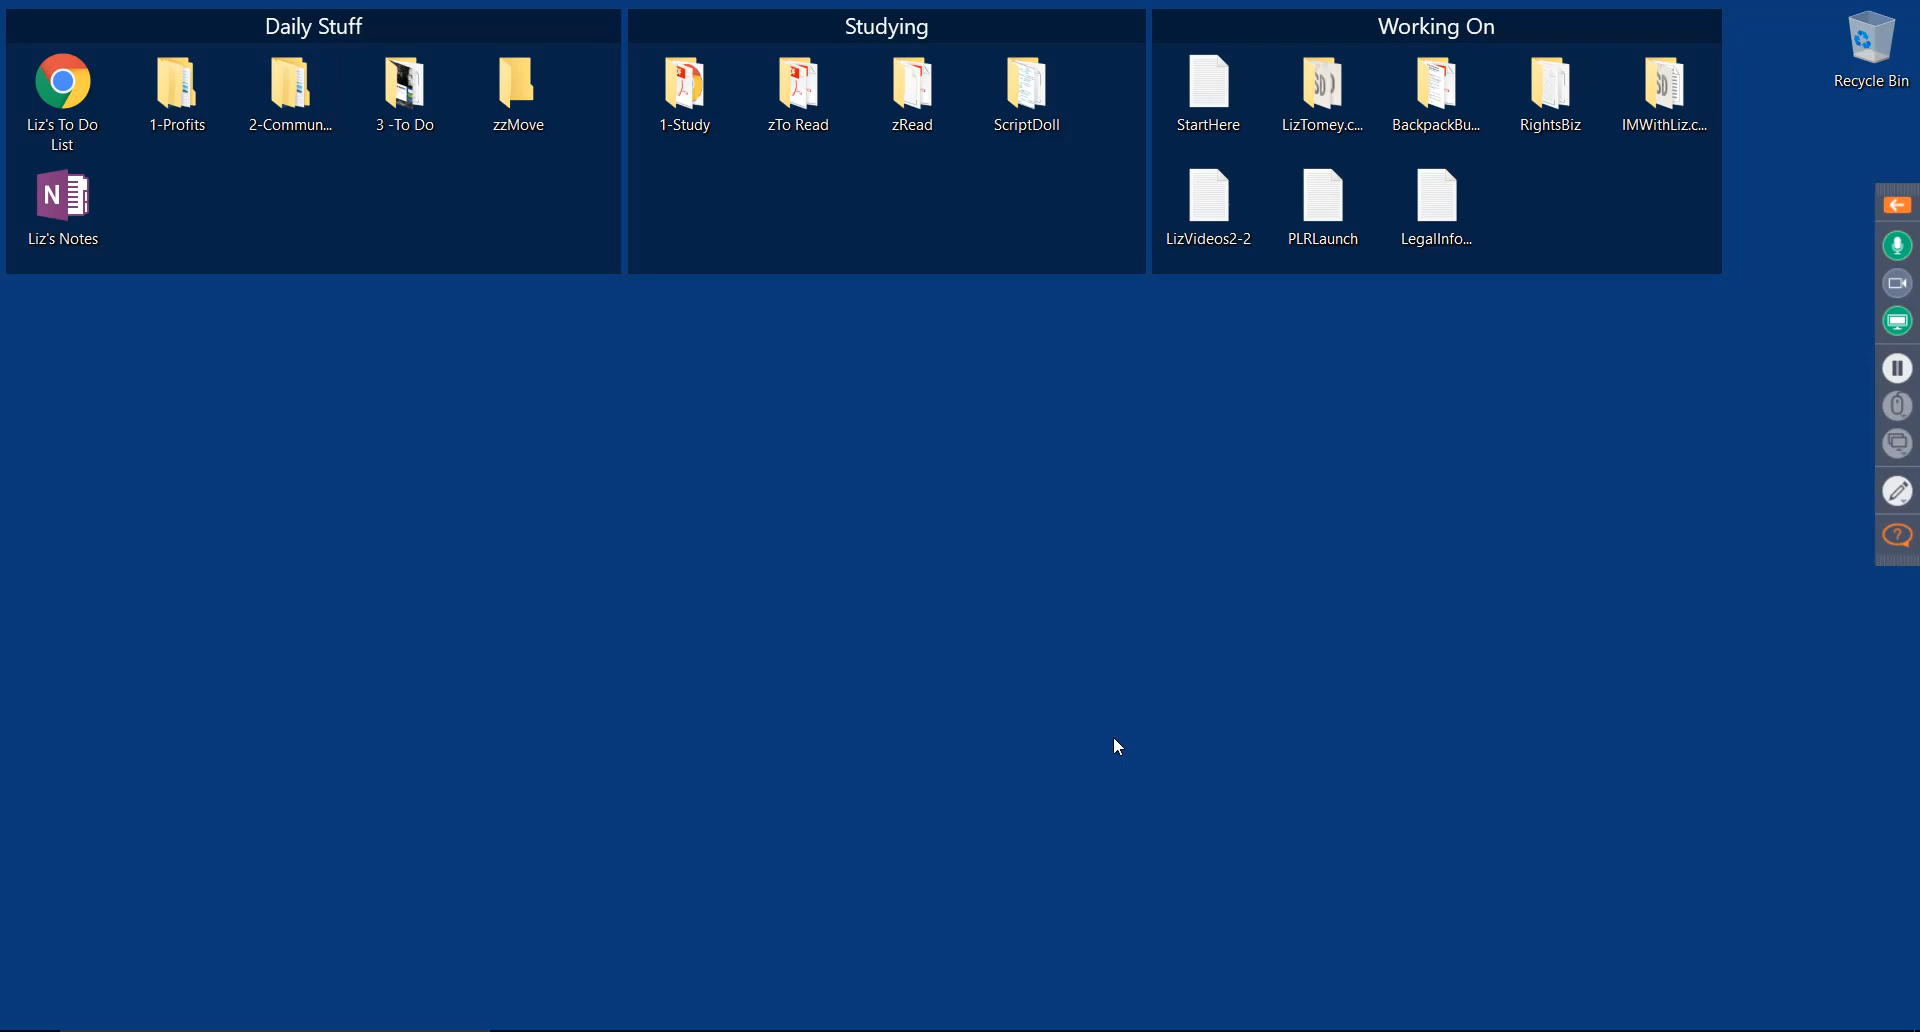 Daily Stuff
Studying
Working On
Recycle Bin
Liz's To Do
List
1-Profits
2-Commun...
3 -To Do
zzMove
1-Study
zTo Read
zRead
ScriptDoll
StartHere
LizTomey.c...
BackpackBu...
RightsBiz
IMWithLiz.c...
N
Liz's Notes
LizVideos2-2
PLRLaunch
LegalInfo...